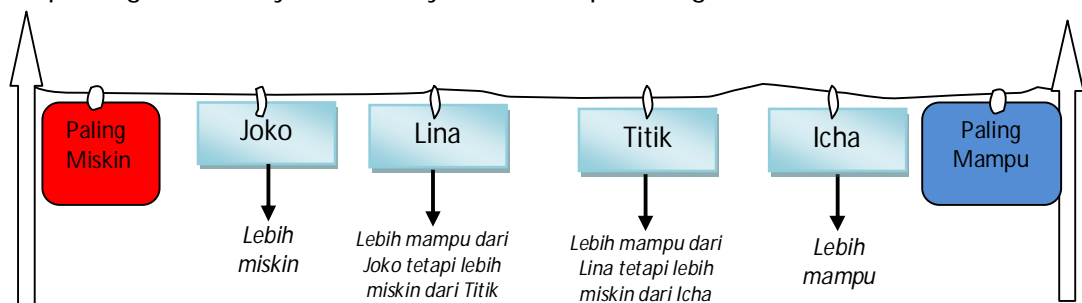 Paling
Miskin
Joko
Lina
Titik
Icha
Paling
Mampu
Lebih
miskin
Lebih mampu dari
Joko tetapi lebih
miskin dari Titik
Lebih mampu dari
Lina tetapi lebih
miskin dari Icha
Lebih
mampu